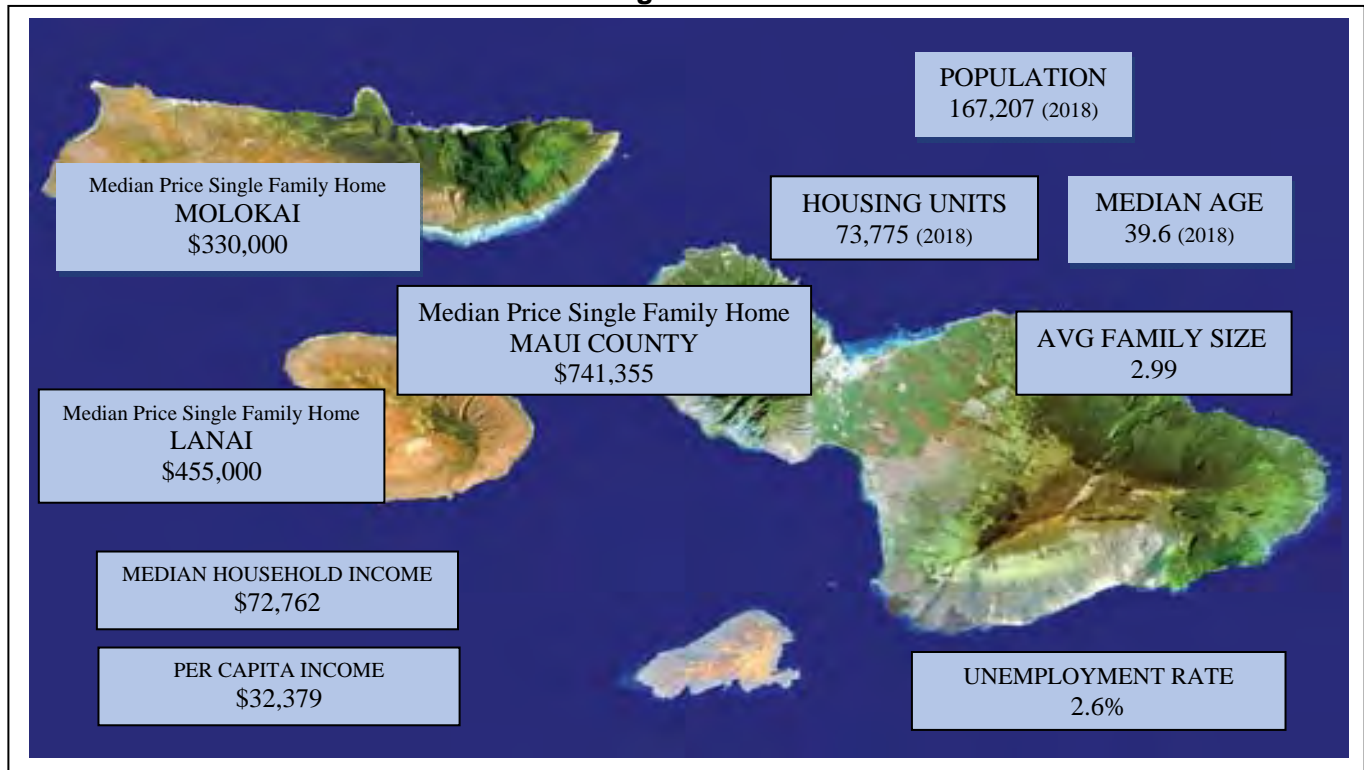 POPULATION
167,207 (2018)
Median Price Single Family Home
MOLOKAI
$330,000
HOUSING UNITS
73,775 (2018)
MEDIAN AGE
39.6 (2018)
Median Price Single Family Home
MAUI COUNTY
$741,355
AVG FAMILY SIZE
2.99
Median Price Single Family Home
LANAI
$455,000
MEDIAN HOUSEHOLD INCOME
$72,762
PER CAPITA INCOME
$32,379
UNEMPLOYMENT RATE
2.6%